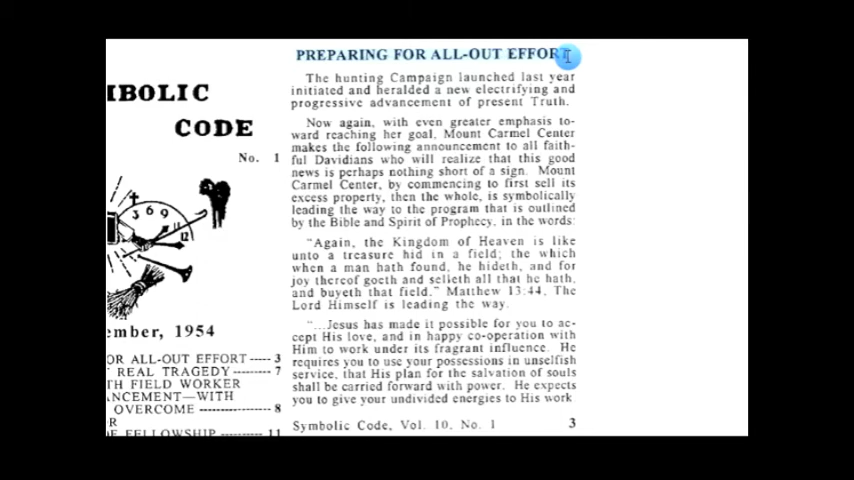 IBOLIC
CODE
No. 1
3 6 9
12
ember, 1954
OR ALL-OUT EFFORT ----- 3
REAL TRAGEDY ----- 7
TH FIELD WORKER
ANCEMENT—WITH
OVERCOME --------------- 8
OR
OF FELLOWSHIP ------ 11
PREPARING FOR ALL-OUT EFFORT
The hunting Campaign launched last year
initiated and heralded a new electrifying and
progressive advancement of present Truth.
Now again, with even greater emphasis to-
ward reaching her goal, Mount Carmel Center
makes the following announcement to all faith-
ful Davidians who will realize that this good
news is perhaps nothing short of a sign. Mount
Carmel Center, by commencing to first sell its
excess property, then the whole, is symbolically
leading the way to the program that is outlined
by the Bible and Spirit of Prophecy, in the words:
"Again, the Kingdom of Heaven is like
unto a treasure hid in a field; the which
when a man hath found, he hideth, and for
joy thereof goeth and selleth all that he hath,
and buyeth that field." Matthew 13:44. The
Lord Himself is leading the way.
"...Jesus has made it possible for you to ac-
cept His love, and in happy co-operation with
Him to work under its fragrant influence. He
requires you to use your possessions in unselfish
service, that His plan for the salvation of souls
shall be carried forward with power. He expects
you to give your undivided energies to His work
Symbolic Code, Vol. 10, No. 1 3